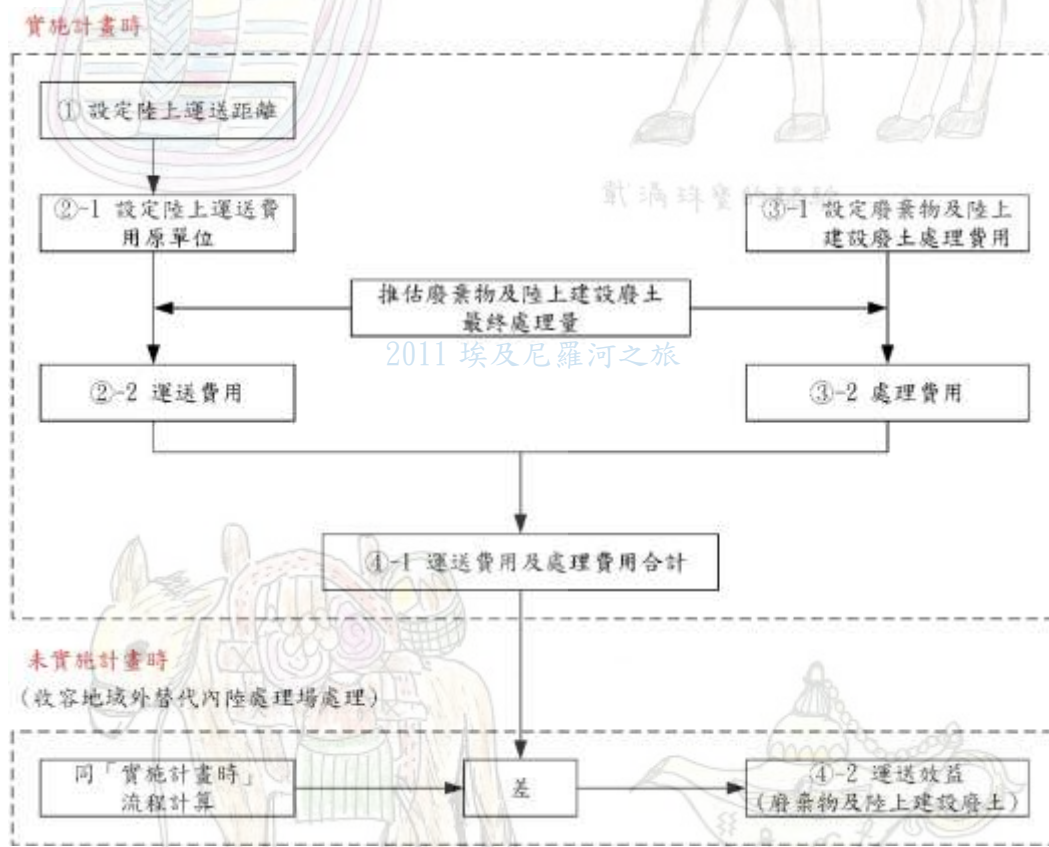 實施計畫時
① 設定陸上運送距離
②-1 設定陸上運送費
用原單位
③-1 設定廢棄物及陸上
建設廢土處理費用
戴滿珠寶的
推估廢棄物及陸上建設廢土
最終處理量
2011 埃及尼羅河之旅
②-2 運送費用
③-2 處理費用
④-1 運送費用及處理費用合計
未實施計畫時
(收容地域外替代內陸處理場處理)
同「實施計畫時」
流程計算
差
④-2 運送效益
(廢棄物及陸上建設廢土)